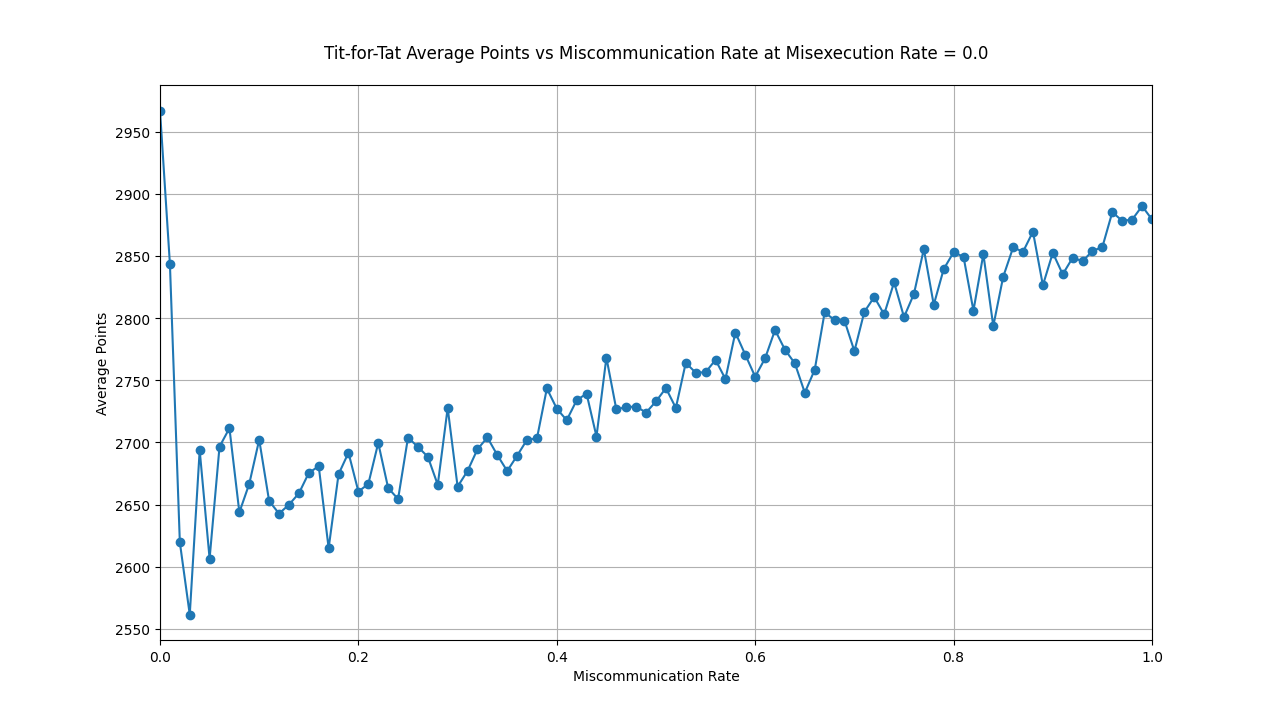 Tit-for-Tat Average Points vs Miscommunication Rate at Misexecution Rate = 0.0
Average Points
2950
2900
2850
2800
2750
2700
2650
2600
2550
0.0 0.2 0.4 0.6 0.8 1.0
Miscommunication Rate